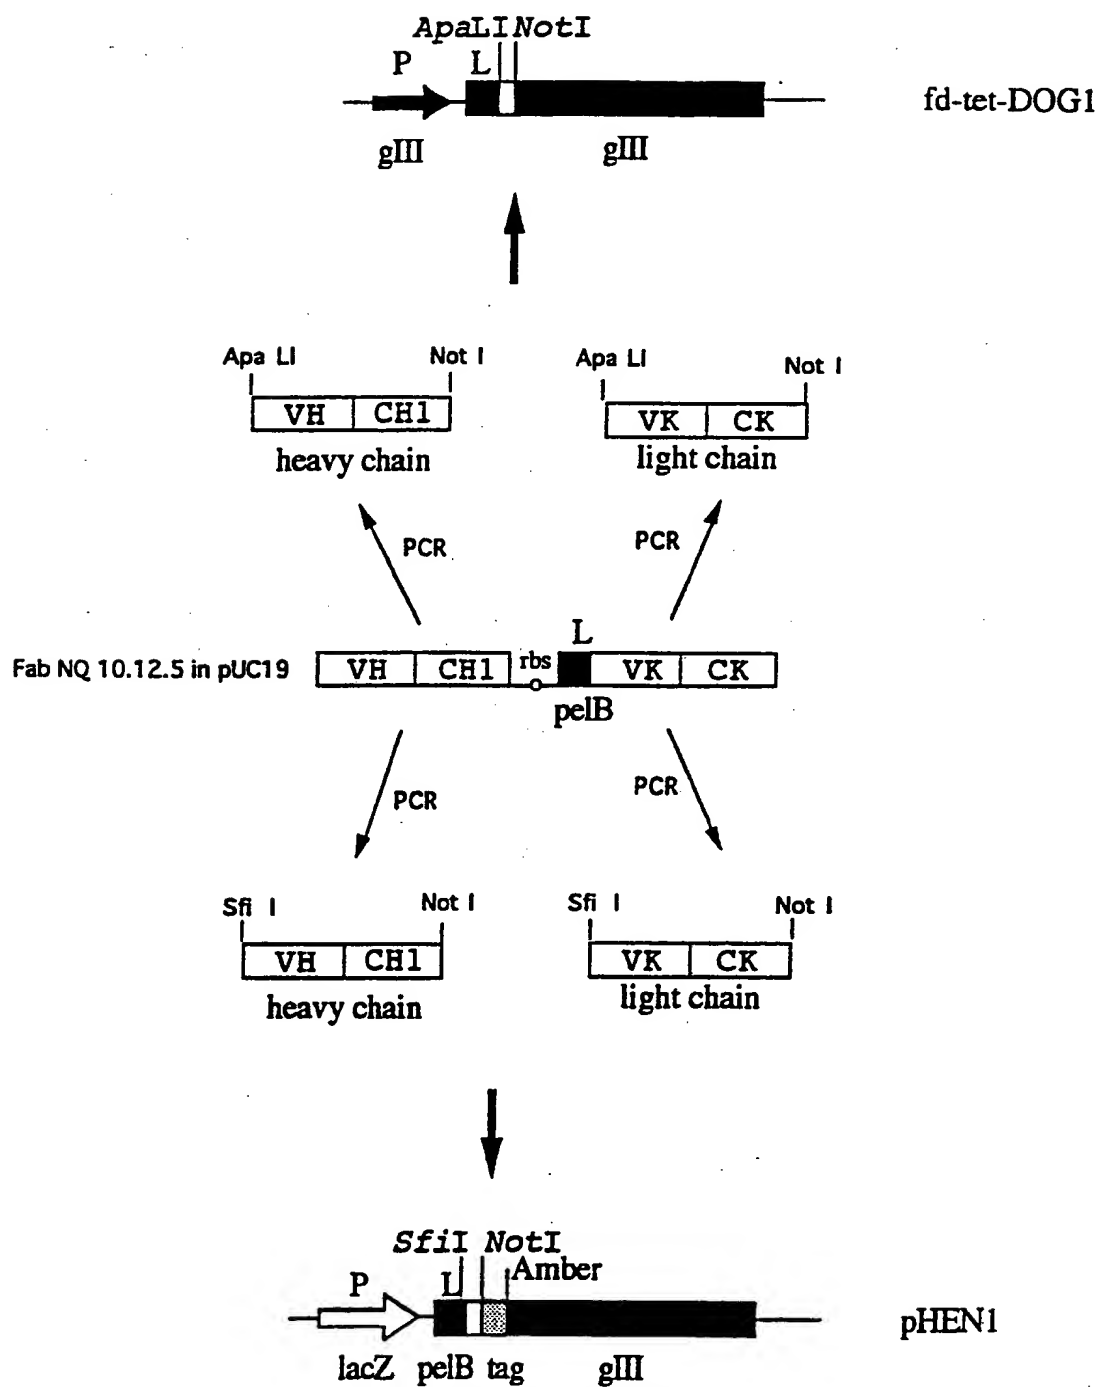 ApaLI NotI
P L
fd-tet-DOG1
gIII gIII
Apa LI Not I Apa LI Not I
VH CH1 VK CK
heavy chain light chain
PCR PCR
L
Fab NQ 10.12.5 in pUC19 VH CH1 rbs VK CK
pelB
PCR PCR
Sfi I Not I Sfi I Not I
VH CH1 VK CK
heavy chain light chain
SfiI NotI
P L Amber
pHEN1
lacZ pelB tag gIII